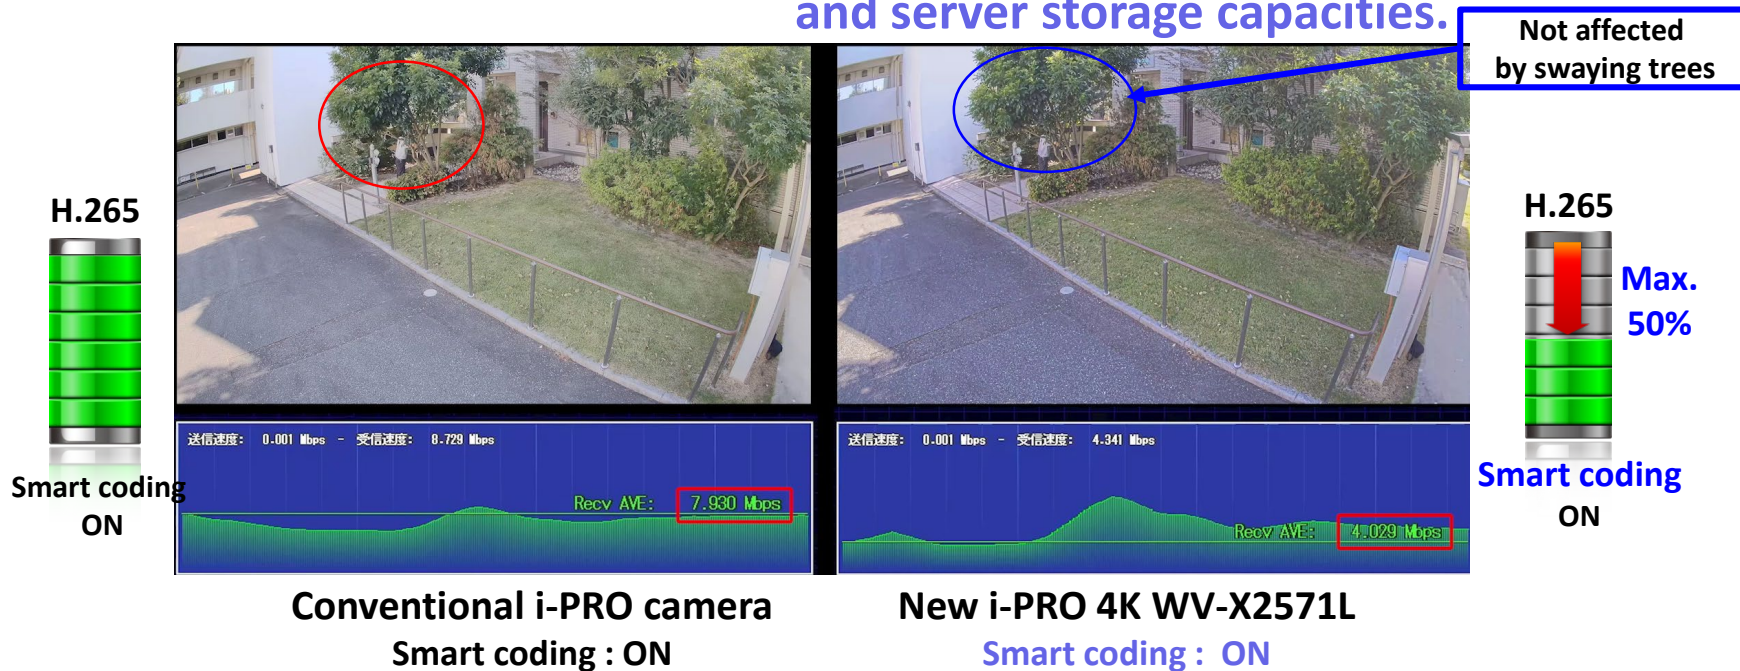 and server storage capacities.
Not affected
by swaying trees
H.265
H.265
Max.
50%
送信速度: 0.001 Mbps - 受信速度: 8.729 Mbps
Recv AVE: 7.930 Mbps
送信速度: 0.001 Mbps - 受信速度: 4.341 Mbps
Recv AVE: 4.029 Mbps
Smart coding
ON
Smart coding
ON
Conventional i-PRO camera
Smart coding : ON
New i-PRO 4K WV-X2571L
Smart coding : ON